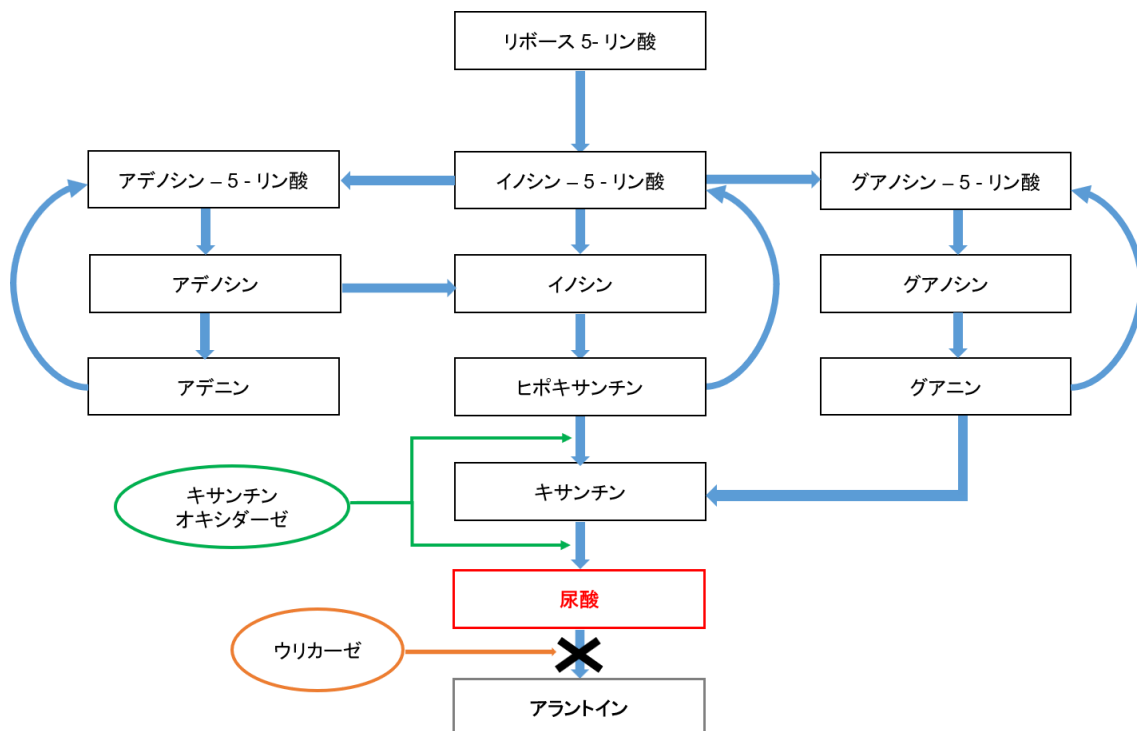 リボース 5- リン酸
アデノシン – 5 - リン酸
イノシン – 5 - リン酸
グアノシン – 5 - リン酸
アデノシン
イノシン
グアノシン
アデニン
ヒポキサンチン
グアニン
キサンチン
オキシダーゼ
キサンチン
尿酸
ウリカーゼ
アラントイン